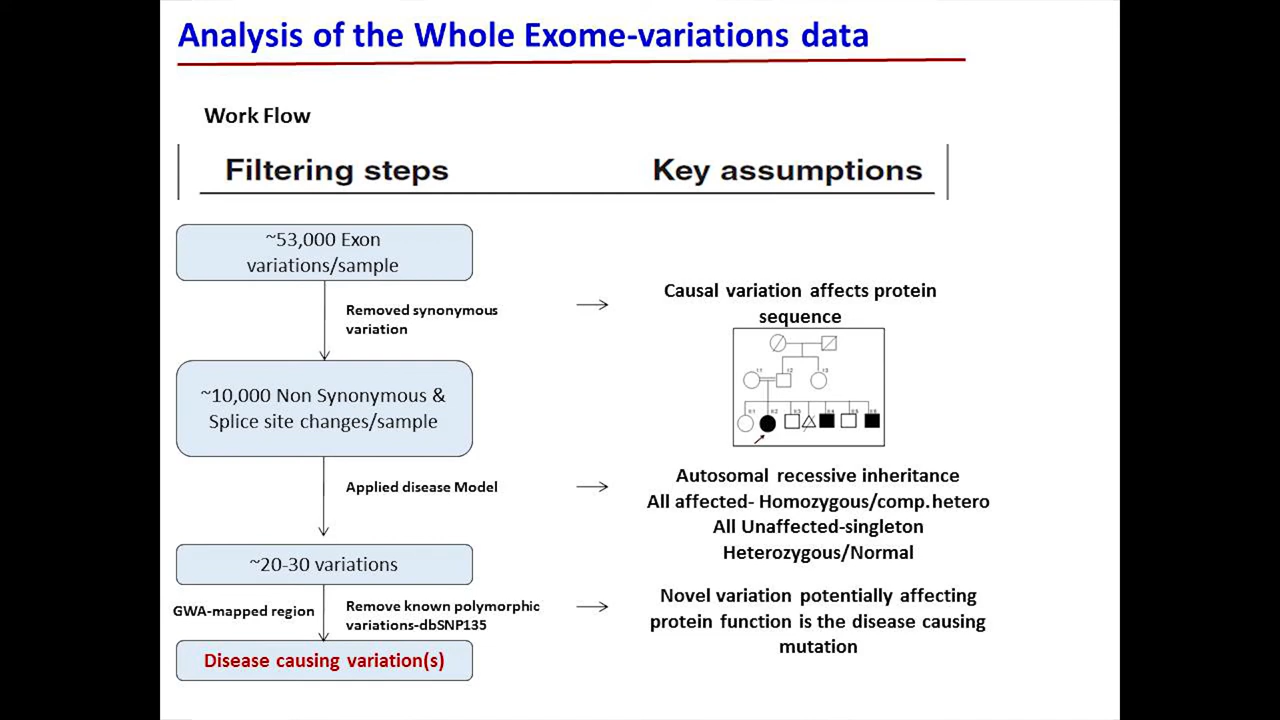 Analysis of the Whole Exome-variations data
Work Flow
Filtering steps
Key assumptions
~53,000 Exon
variations/sample
Removed synonymous
variation
Causal variation affects protein
sequence
~10,000 Non Synonymous &
Splice site changes/sample
Applied disease Model
Autosomal recessive inheritance
All affected- Homozygous/comp.hetero
All Unaffected-singleton
Heterozygous/Normal
~20-30 variations
GWA-mapped region
Remove known polymorphic
variations-dbSNP135
Novel variation potentially affecting
protein function is the disease causing
mutation
Disease causing variation(s)